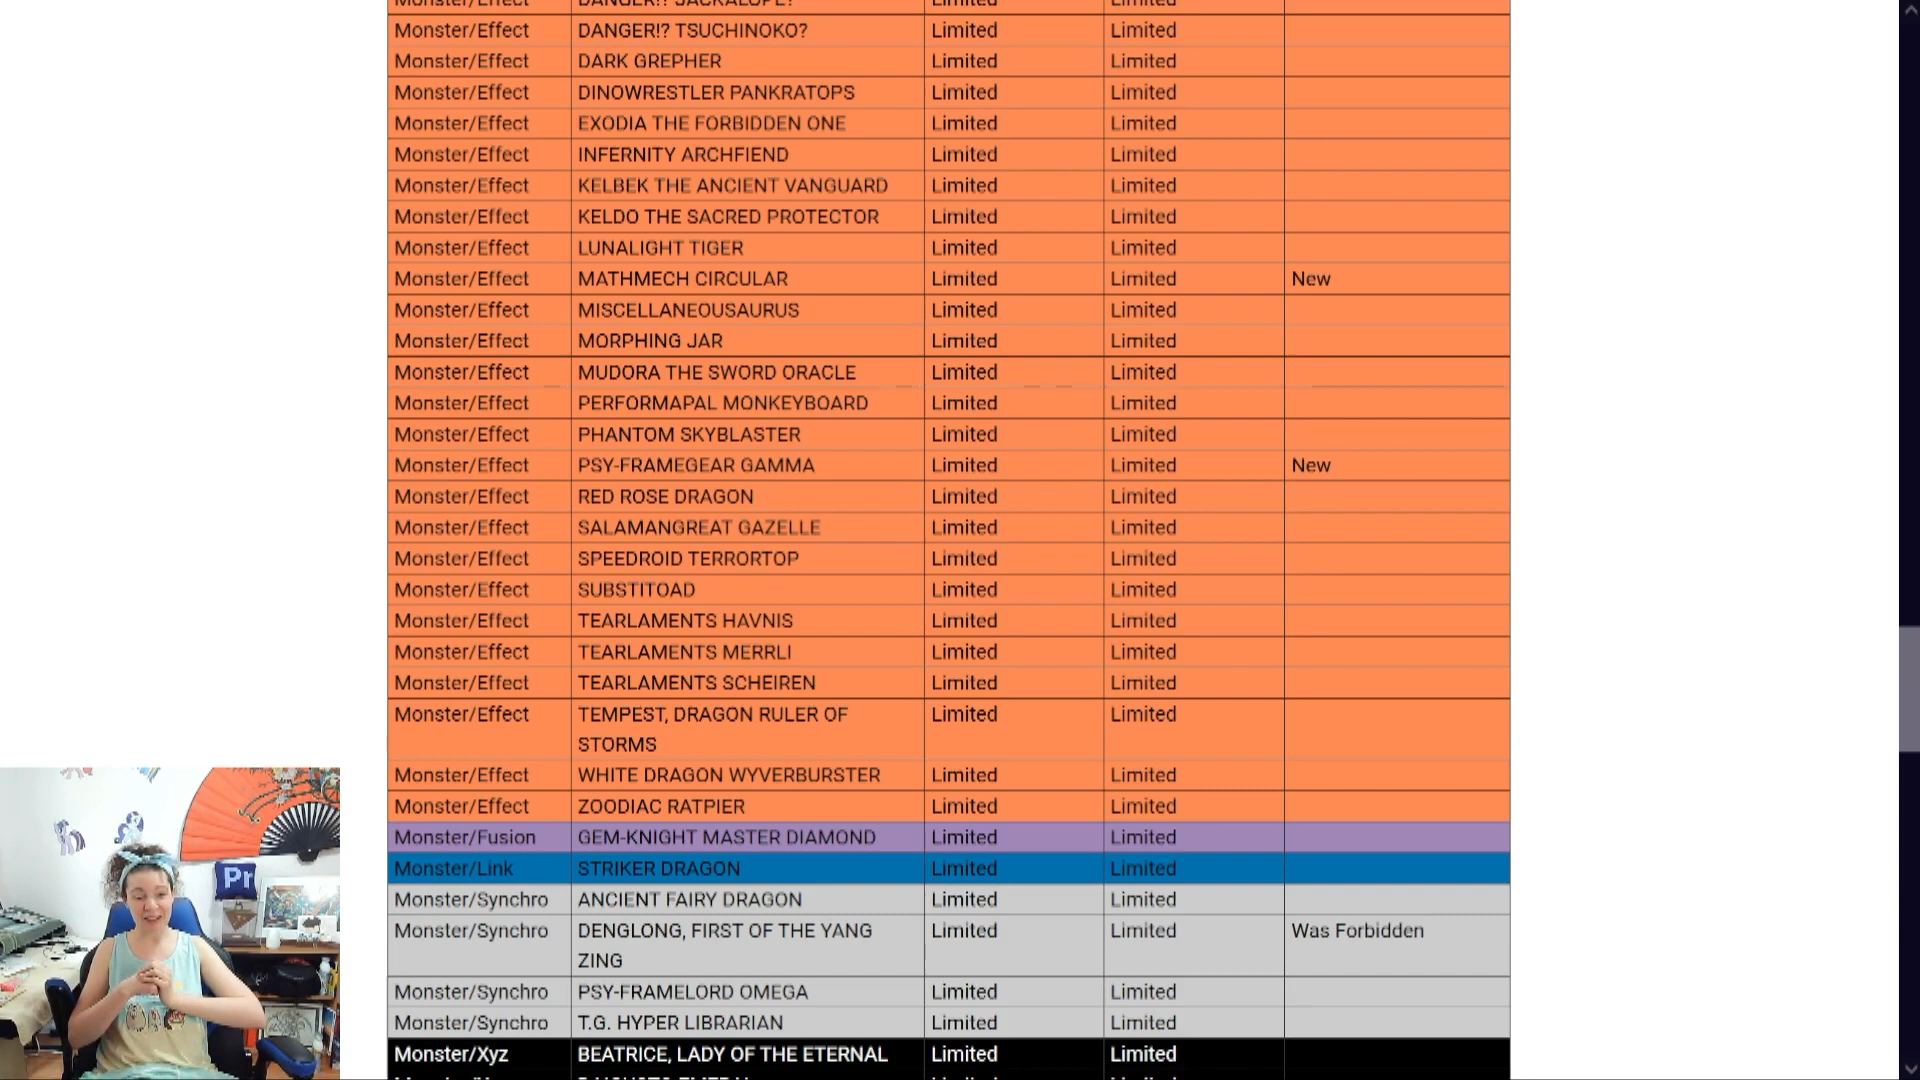 Monster/Effect DANGER!? JACKALOPE? Limited Limited
Monster/Effect DANGER!? TSUCHINOKO? Limited Limited
Monster/Effect DARK GREPHER Limited Limited
Monster/Effect DINOWRESTLER PANKRATOPS Limited Limited
Monster/Effect EXODIA THE FORBIDDEN ONE Limited Limited
Monster/Effect INFERNITY ARCHFIEND Limited Limited
Monster/Effect KELBEK THE ANCIENT VANGUARD Limited Limited
Monster/Effect KELDO THE SACRED PROTECTOR Limited Limited
Monster/Effect LUNALIGHT TIGER Limited Limited
Monster/Effect MATHMECH CIRCULAR Limited Limited New
Monster/Effect MISCELLANEOUSAURUS Limited Limited
Monster/Effect MORPHING JAR Limited Limited
Monster/Effect MUDORA THE SWORD ORACLE Limited Limited
Monster/Effect PERFORMAPAL MONKEYBOARD Limited Limited
Monster/Effect PHANTOM SKYBLASTER Limited Limited
Monster/Effect PSY-FRAMEGEAR GAMMA Limited Limited New
Monster/Effect RED ROSE DRAGON Limited Limited
Monster/Effect SALAMANGREAT GAZELLE Limited Limited
Monster/Effect SPEEDROID TERRORTOP Limited Limited
Monster/Effect SUBSTITOAD Limited Limited
Monster/Effect TEARLAMENTS HAVNIS Limited Limited
Monster/Effect TEARLAMENTS MERRLI Limited Limited
Monster/Effect TEARLAMENTS SCHEIREN Limited Limited
Monster/Effect TEMPEST, DRAGON RULER OF Limited Limited
STORMS
Monster/Effect WHITE DRAGON WYVERBURSTER Limited Limited
Monster/Effect ZOODIAC RATPIER Limited Limited
Monster/Fusion GEM-KNIGHT MASTER DIAMOND Limited Limited
Monster/Link STRIKER DRAGON Limited Limited
Monster/Synchro ANCIENT FAIRY DRAGON Limited Limited
Monster/Synchro DENGLONG, FIRST OF THE YANG Limited Limited Was Forbidden
ZING
Monster/Synchro PSY-FRAMELORD OMEGA Limited Limited
Monster/Synchro T.G. HYPER LIBRARIAN Limited Limited
Monster/Xyz BEATRICE, LADY OF THE ETERNAL Limited Limited
Pr